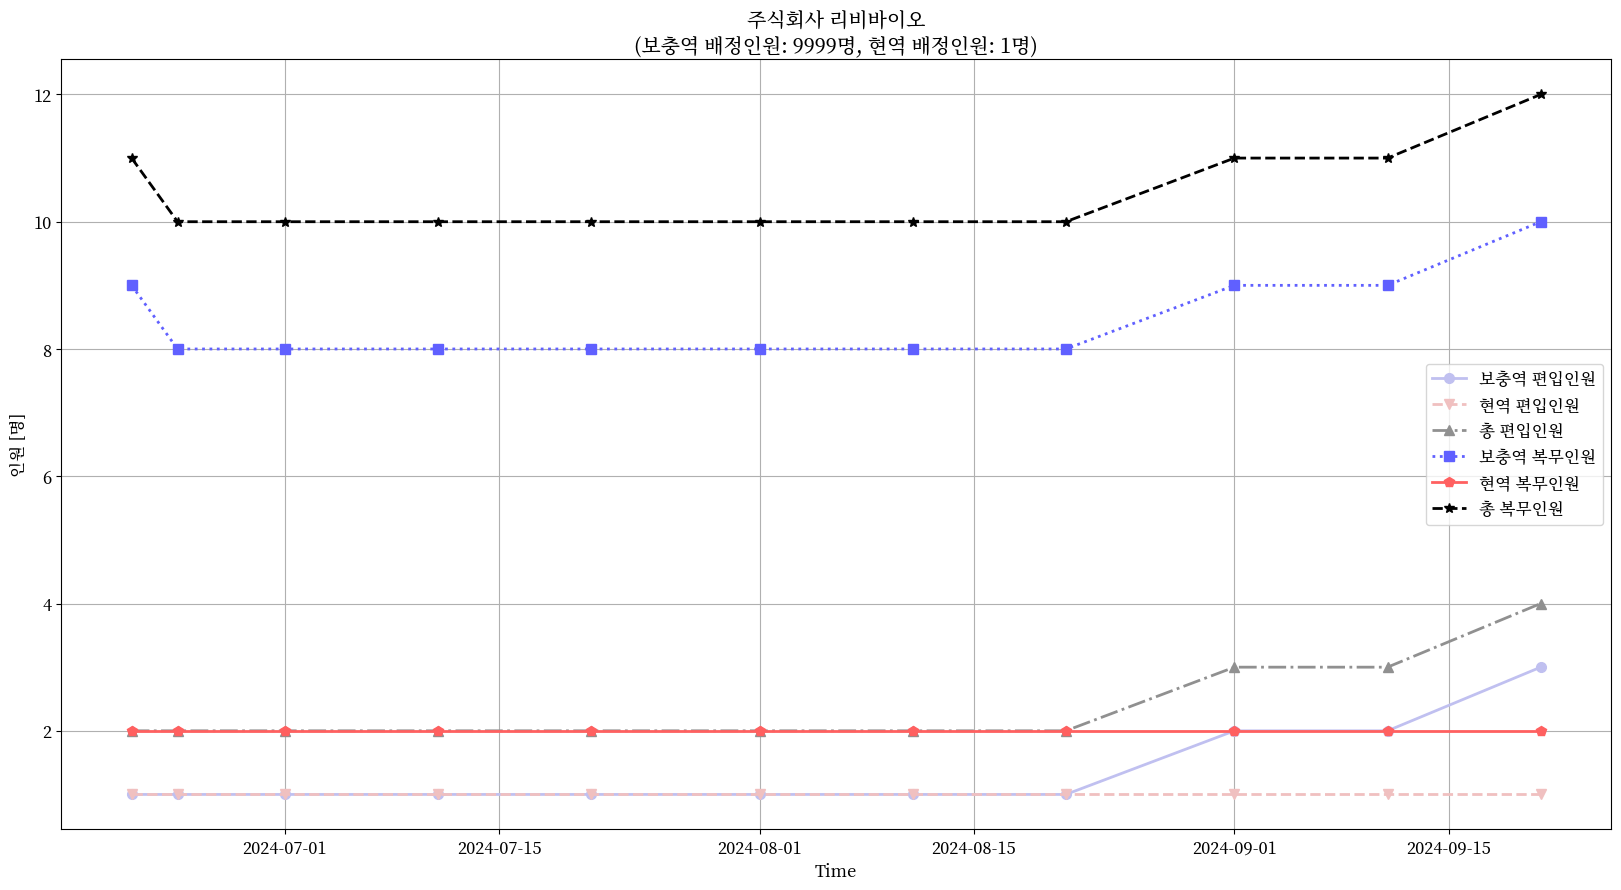 주식회사 리비바이오
(보충역 배정인원: 9999명, 현역 배정인원: 1명)
인원 [명]
12
10
8
6
4
2
보충역 편입인원
현역 편입인원
총 편입인원
보충역 복무인원
현역 복무인원
총 복무인원
2024-07-01
2024-07-15
2024-08-01
2024-08-15
2024-09-01
2024-09-15
Time